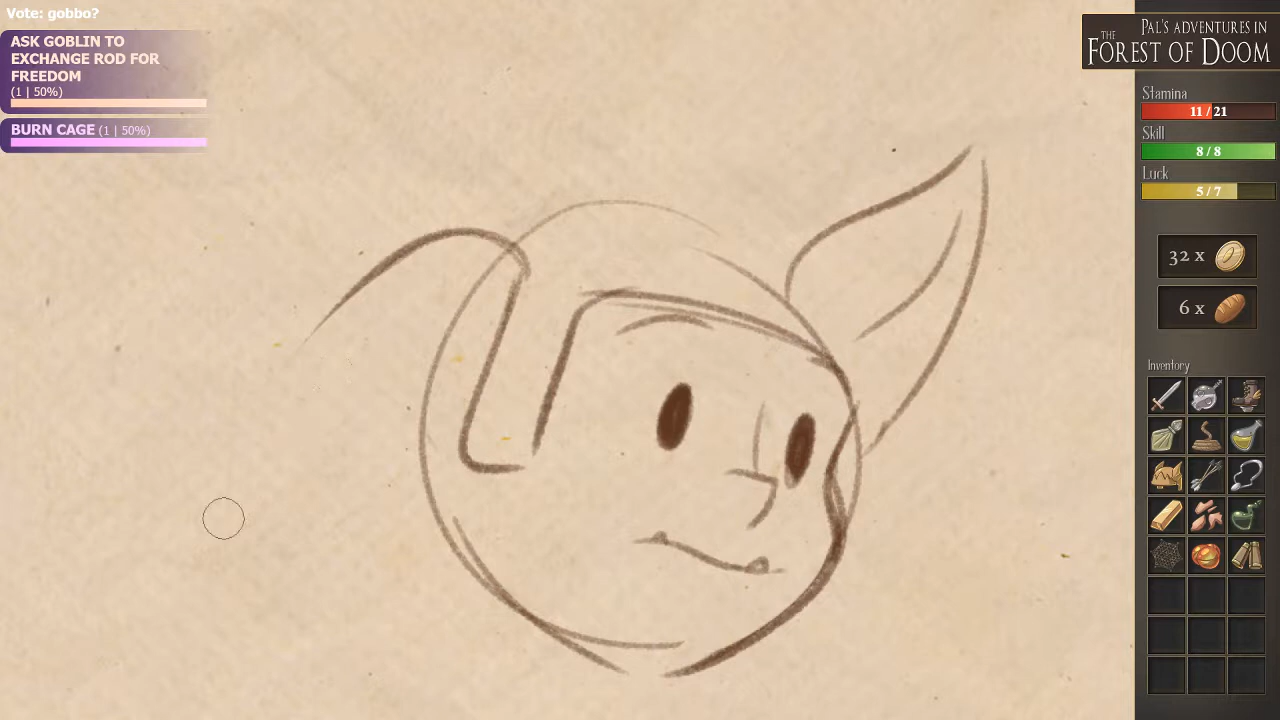 Vote: gobbo?
ASK GOBLIN TO
EXCHANGE ROD FOR
FREEDOM
(1 | 50%)
BURN CAGE (1 | 50%)
PAL'S ADVENTURES IN
THE FOREST OF DOOM
Stamina
11 / 21
Skill
8 / 8
Luck
5 / 7
32 x
6 x
Inventory